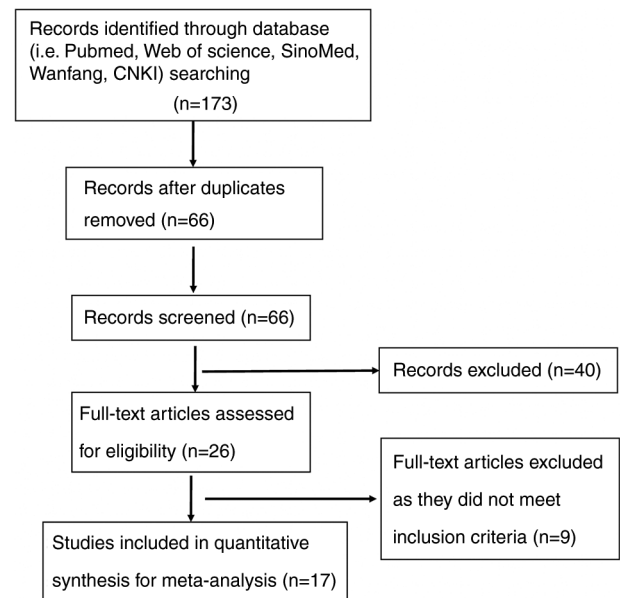 Records identified through database
(i.e. Pubmed, Web of science, SinoMed,
Wanfang, CNKI) searching
(n=173)
Records after duplicates
removed (n=66)
Records screened (n=66)
Records excluded (n=40)
Full-text articles assessed
for eligibility (n=26)
Full-text articles excluded
as they did not meet
inclusion criteria (n=9)
Studies included in quantitative
synthesis for meta-analysis (n=17)